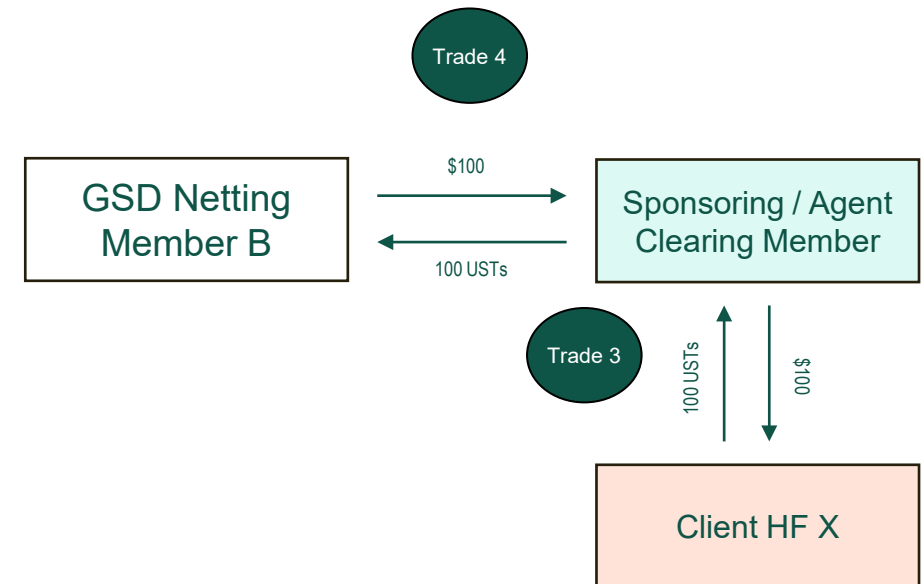 Trade 4
GSD Netting
Member B
$100
100 USTs
Sponsoring / Agent
Clearing Member
Trade 3
100 USTs
$100
Client HF X